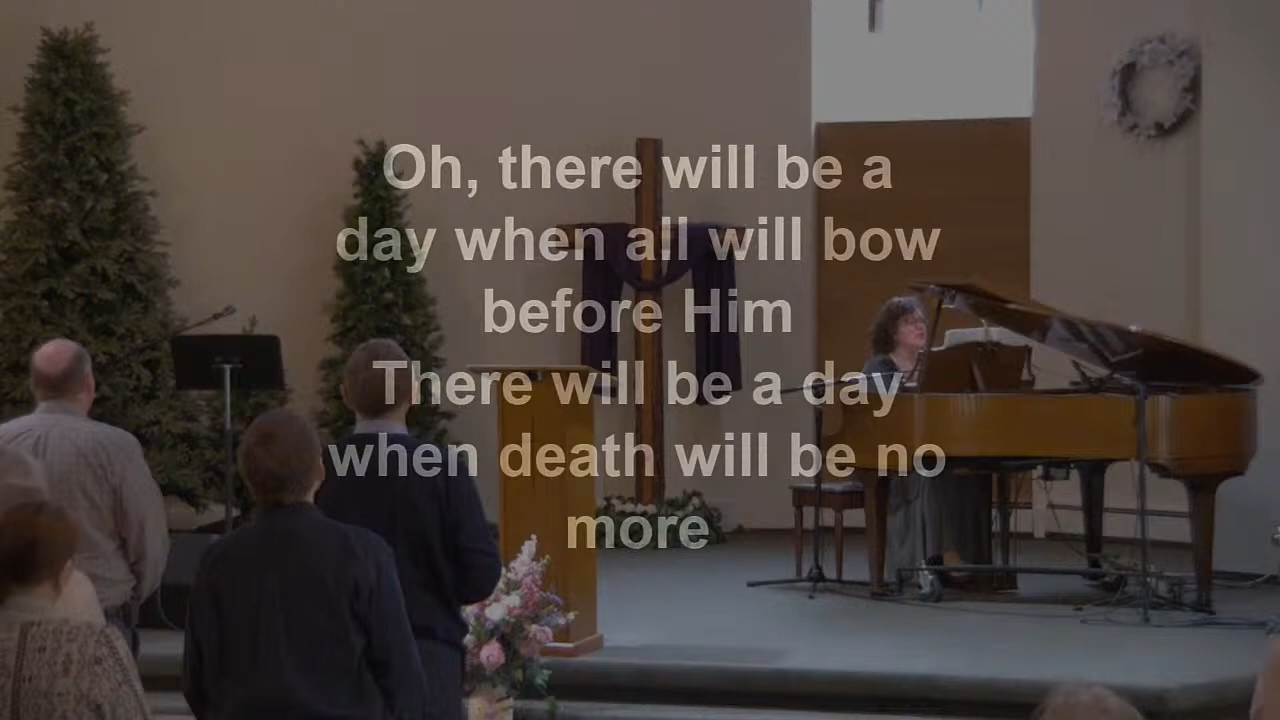 Oh, there will be a
day when all will bow
before Him
There will be a day
when death will be no
more